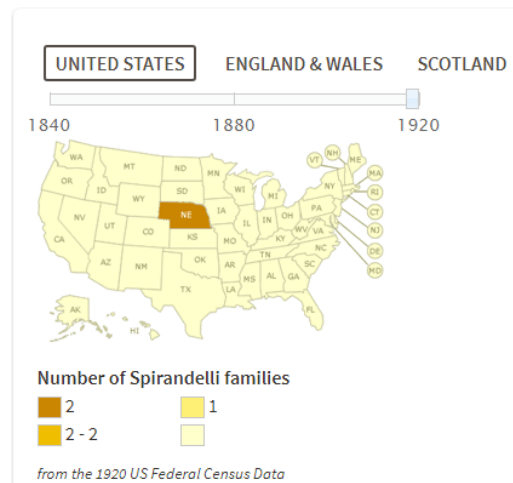 UNITED STATES ENGLAND & WALES SCOTLAND
1840 1880 1920
WA MT ND MN VT NH ME
OR ID SD WI MI NY MA
WY RI
NV NE IA PA CT
UT CO IL IN OH NJ
CA KS MO KY WV VA DE
AZ NM OK AR TN NC MD
MS AL GA SC
TX LA
AK HI FL
Number of Spirandelli families
2 1
2 - 2
from the 1920 US Federal Census Data